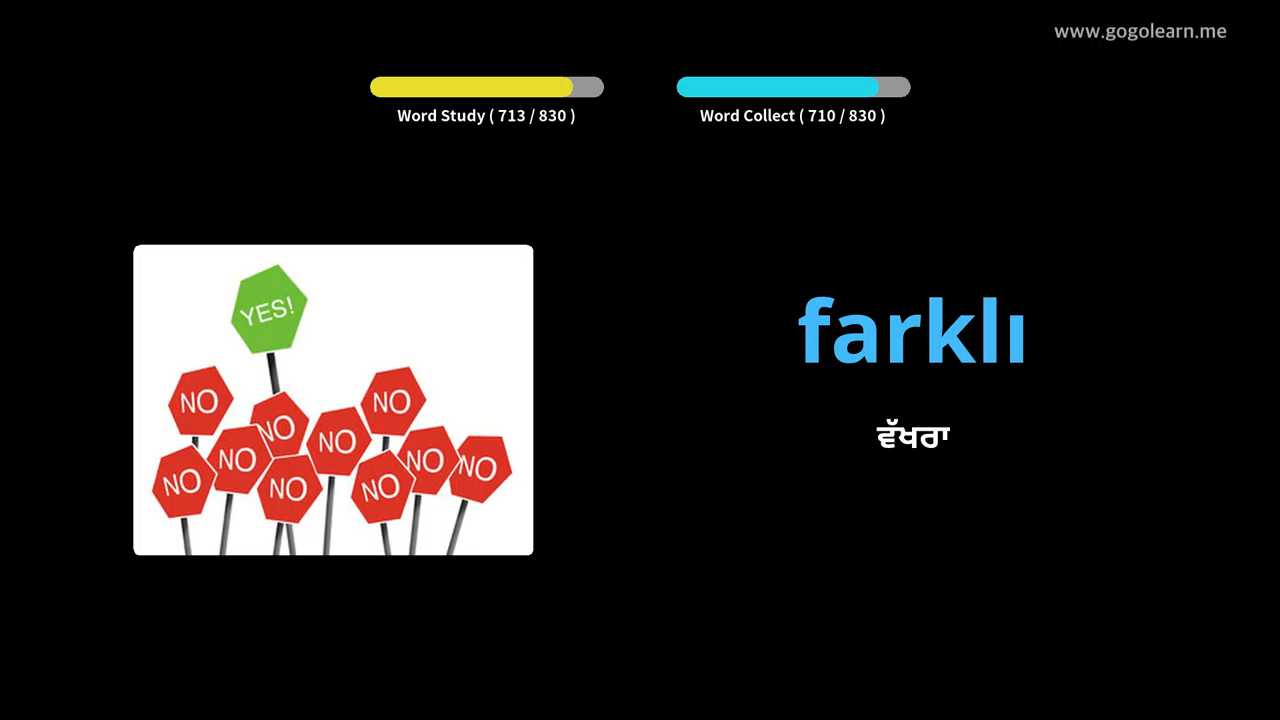 www.gogolearn.me
Word Study ( 713 / 830 )
Word Collect ( 710 / 830 )
YES!
NO
NO
NO
NO
NO
NO
NO
NO
NO
NO
farklı
ਵੱਖਰਾ